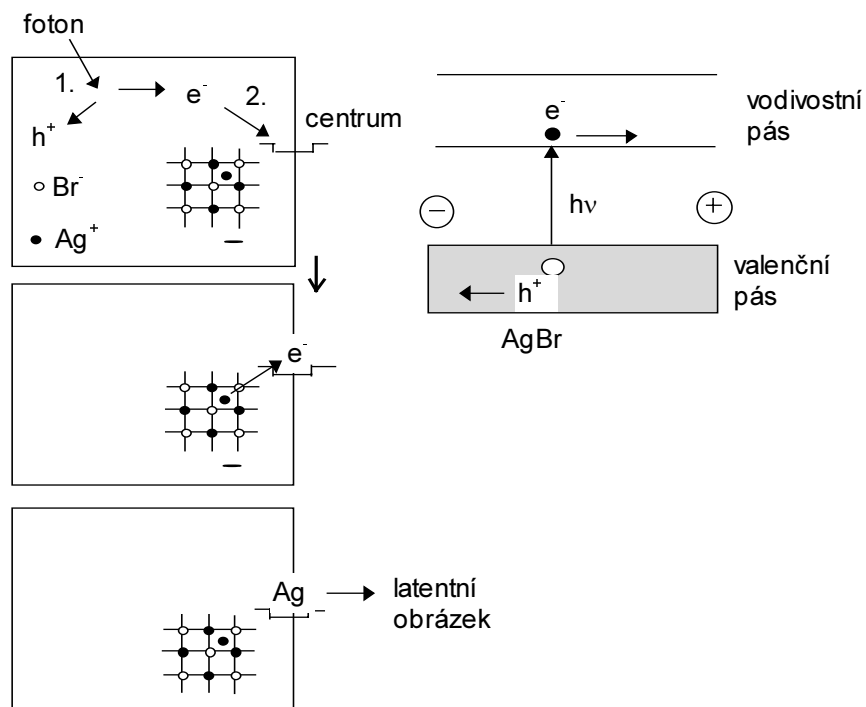 foton
1.
e⁻
2.
h⁺
centrum
Br⁻
Ag⁺
e⁻
Ag
latentní
obrázek
e⁻
vodivostní
pás
−
hν
+
valenční
pás
h⁺
AgBr